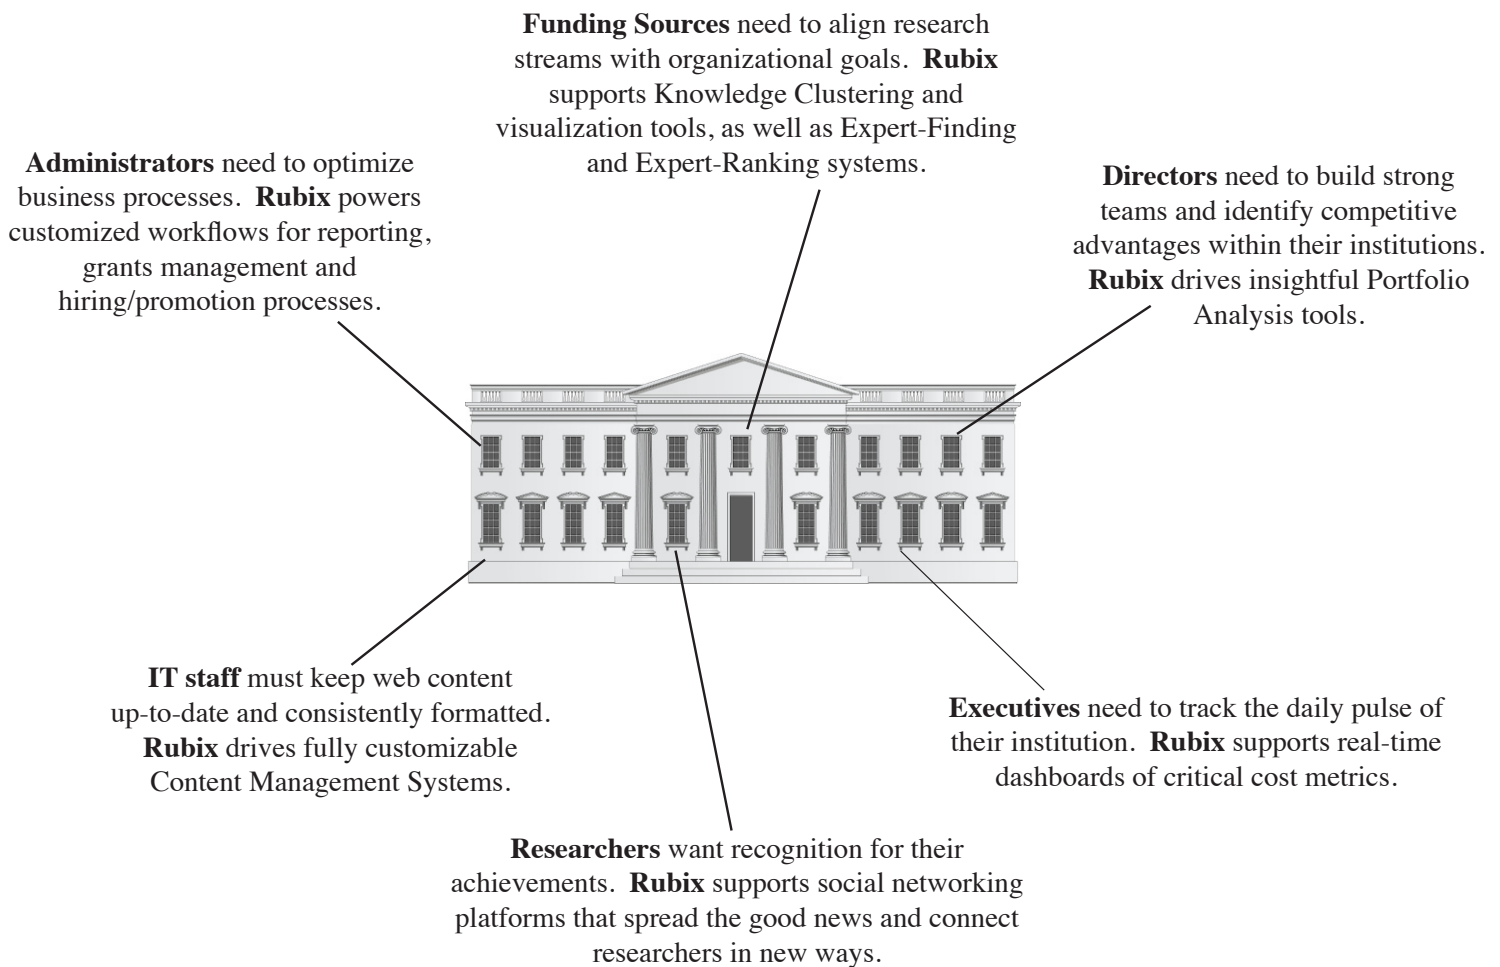 Funding Sources need to align research
streams with organizational goals.  Rubix
supports Knowledge Clustering and
visualization tools, as well as Expert-Finding
and Expert-Ranking systems.
Administrators need to optimize
business processes.  Rubix powers
customized workflows for reporting,
grants management and
hiring/promotion processes.
Directors need to build strong
teams and identify competitive
advantages within their institutions.
Rubix drives insightful Portfolio
Analysis tools.
IT staff must keep web content
up-to-date and consistently formatted.
Rubix drives fully customizable
Content Management Systems.
Executives need to track the daily pulse of
their institution.  Rubix supports real-time
dashboards of critical cost metrics.
Researchers want recognition for their
achievements.  Rubix supports social networking
platforms that spread the good news and connect
researchers in new ways.